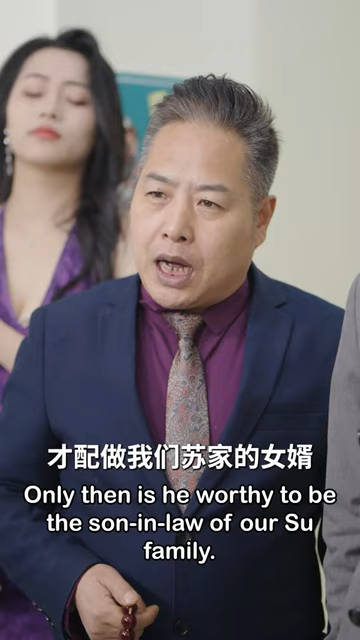 才配做我们苏家的女婿
Only then is he worthy to be
the son-in-law of our Su
family.